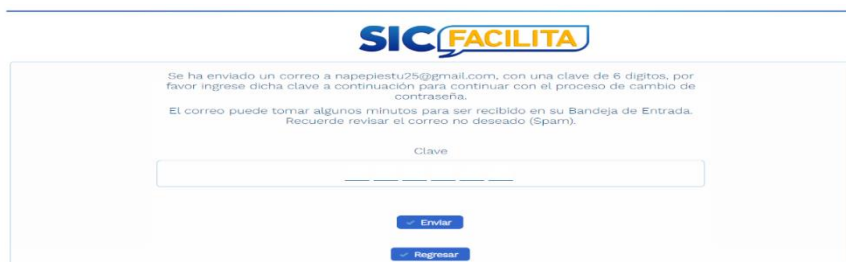 SIC FACILITA
Se ha enviado un correo a napepiestu25@gmail.com, con una clave de 6 digitos, por
favor ingrese dicha clave a continuación para continuar con el proceso de cambio de
contraseña.
El correo puede tomar algunos minutos para ser recibido en su Bandeja de Entrada.
Recuerde revisar el correo no deseado (Spam).
Clave
Enviar
Regresar